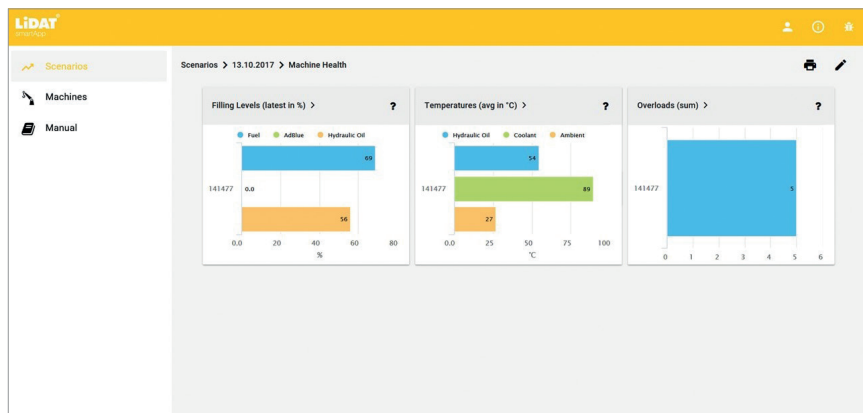 LiDAT
smartApp
Scenarios
Machines
Manual
Scenarios > 13.10.2017 > Machine Health
Filling Levels (latest in %) > ?
Fuel AdBlue Hydraulic Oil
69
141477 0.0
56
0.0 20 40 60 80
%
Temperatures (avg in °C) > ?
Hydraulic Oil Coolant Ambient
54
141477 89
27
0.0 25 50 75 100
°C
Overloads (sum) > ?
141477 5
0 1 2 3 4 5 6